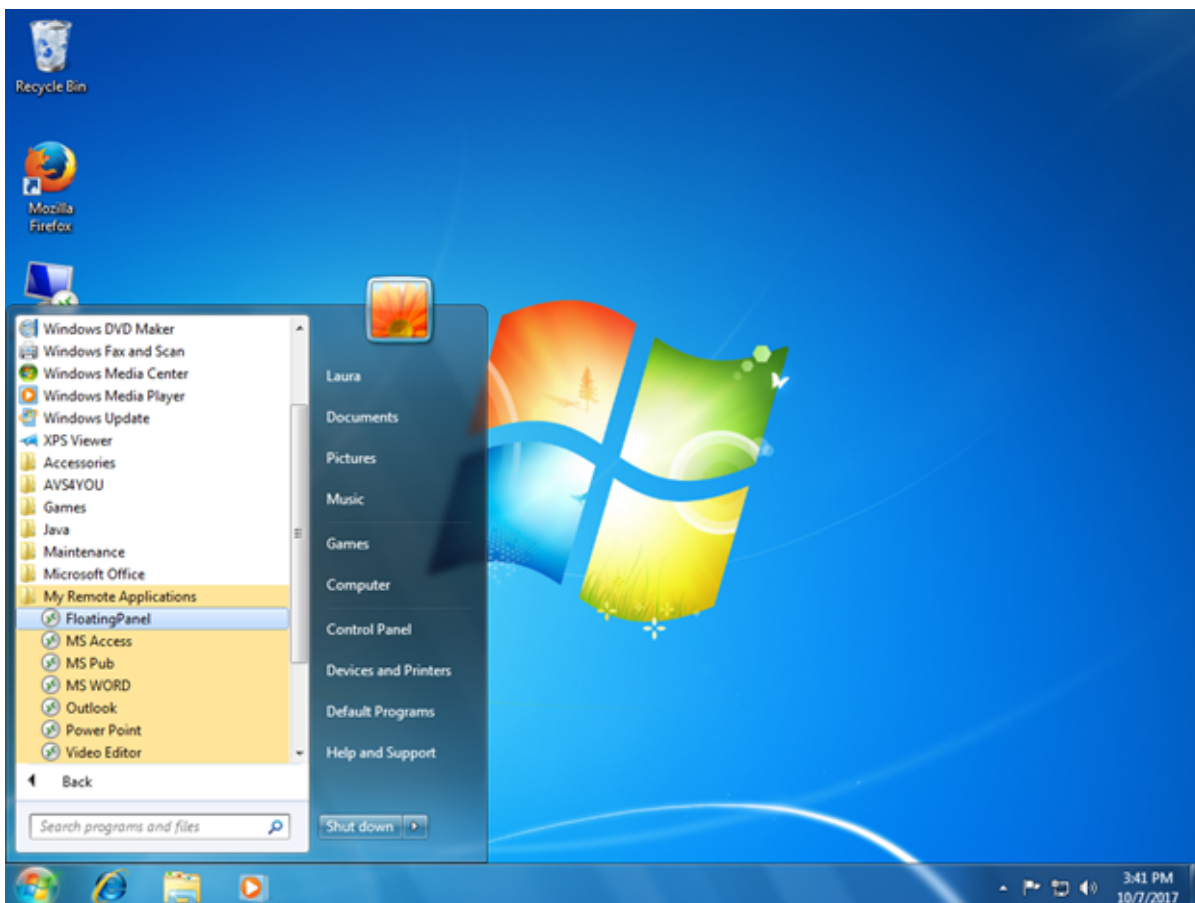 Recycle Bin
Mozilla
Firefox
Windows DVD Maker
Windows Fax and Scan
Windows Media Center
Windows Media Player
Windows Update
XPS Viewer
Accessories
AVS4YOU
Games
Java
Maintenance
Microsoft Office
My Remote Applications
FloatingPanel
MS Access
MS Pub
MS WORD
Outlook
Power Point
Video Editor
Back
Search programs and files
Laura
Documents
Pictures
Music
Games
Computer
Control Panel
Devices and Printers
Default Programs
Help and Support
Shut down
3:41 PM
10/7/2017